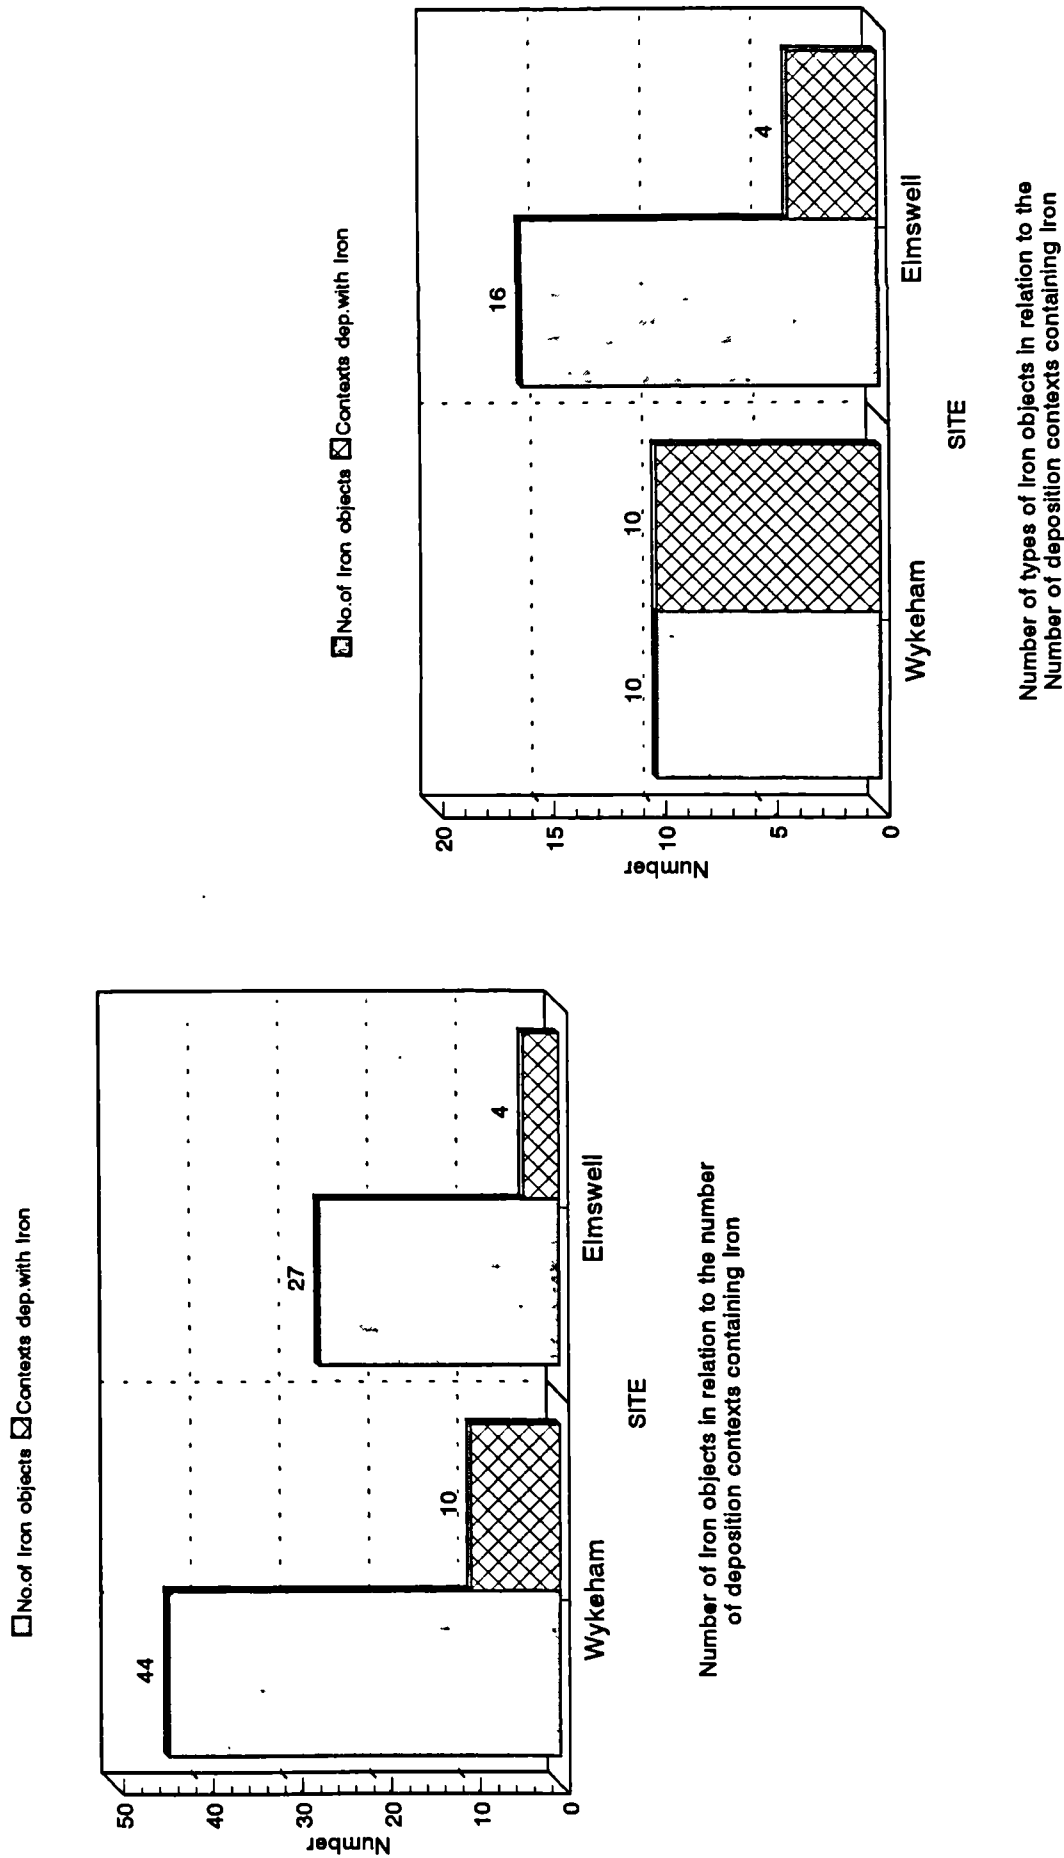 No.of Iron objects Contexts dep.with Iron
Number
50
40
30
20
10
0
44
10
27
4
Wykeham
Elmswell
SITE
Number of Iron objects in relation to the number
of deposition contexts containing Iron
No.of Iron objects Contexts dep.with Iron
Number
20
15
10
5
0
10
10
16
4
Wykeham
Elmswell
SITE
Number of types of Iron objects in relation to the
Number of deposition contexts containing Iron